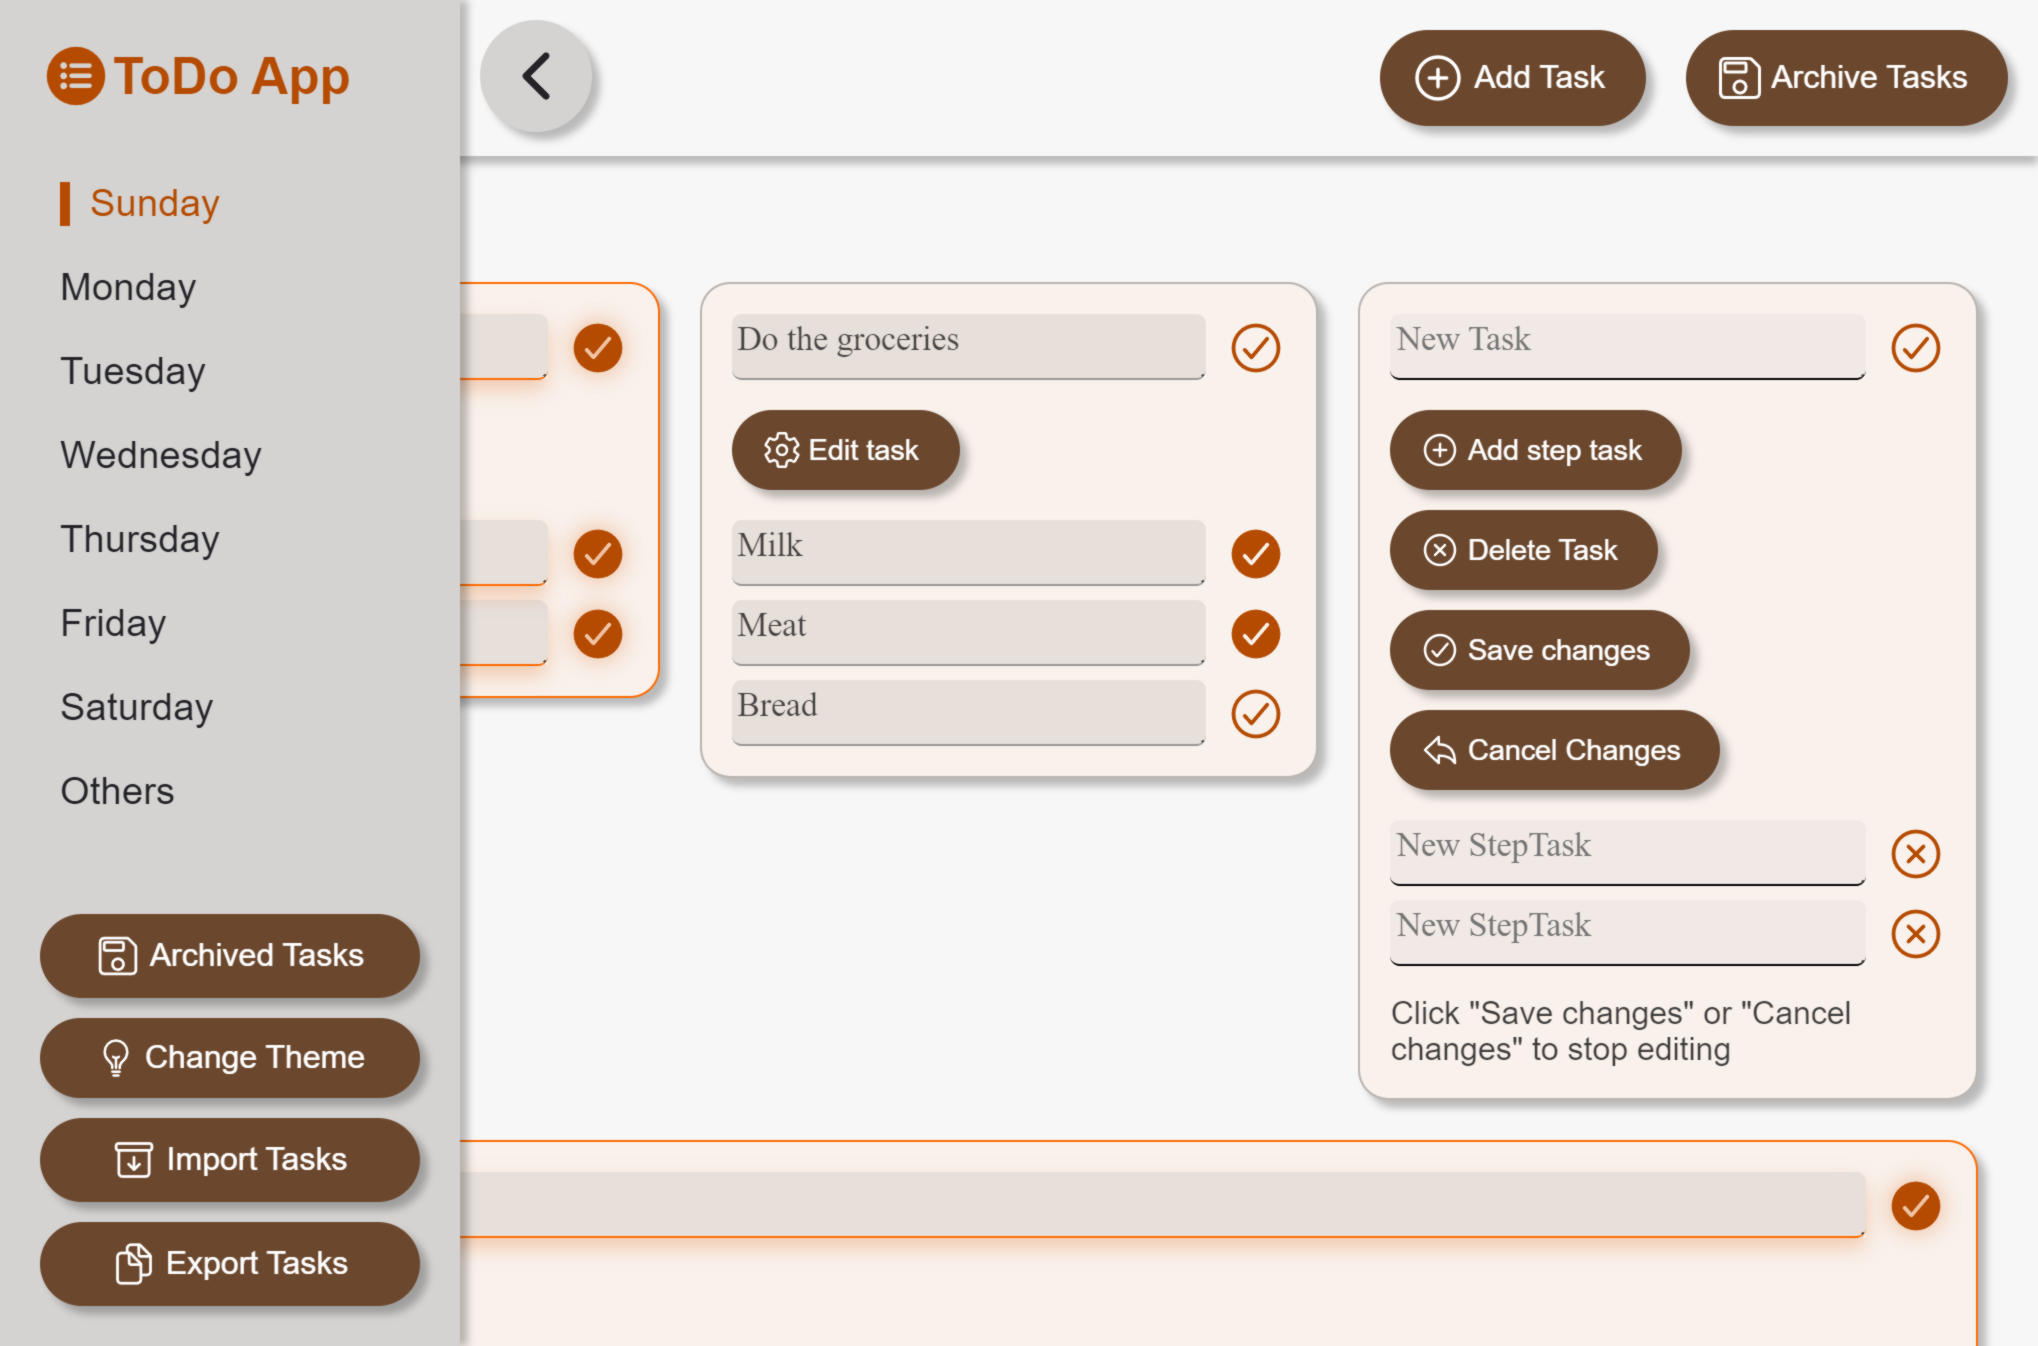 ToDo App
Sunday
Monday
Tuesday
Wednesday
Thursday
Friday
Saturday
Others
Archived Tasks
Change Theme
Import Tasks
Export Tasks
Add Task
Archive Tasks
Do the groceries
Edit task
Milk
Meat
Bread
New Task
Add step task
Delete Task
Save changes
Cancel Changes
New StepTask
New StepTask
Click "Save changes" or "Cancel
changes" to stop editing